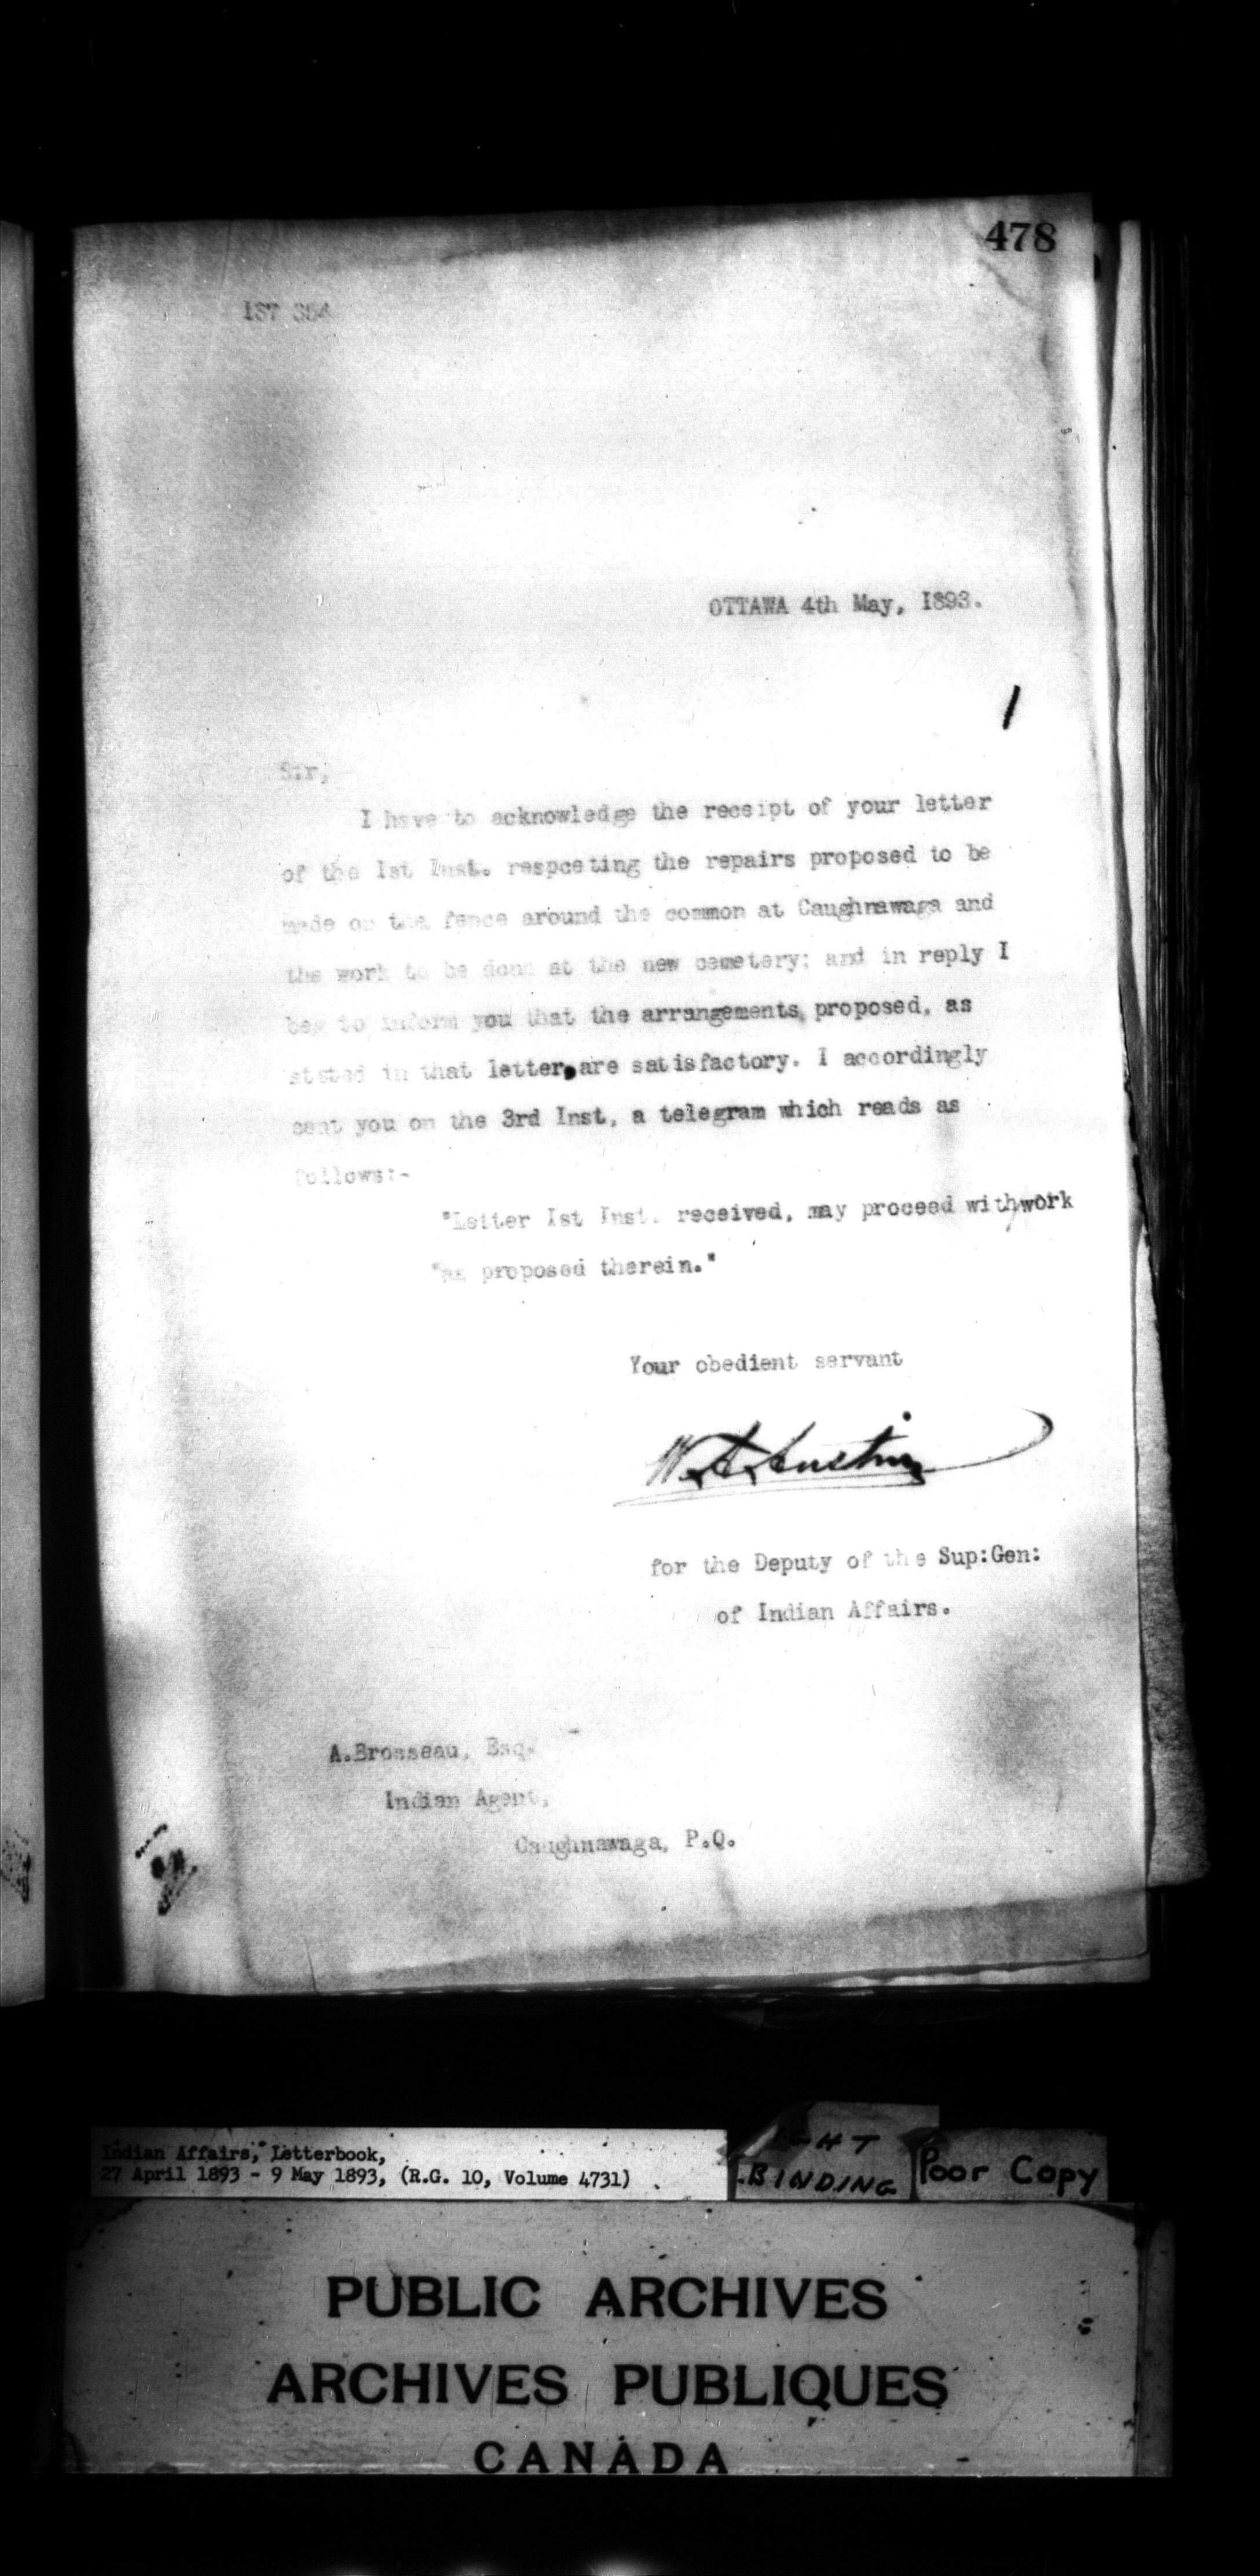 478
OTTAWA 4th May, 1893.
Sir,
I have to acknowledge the receipt of your letter
of the 1st Inst. respceting the repairs proposed to be
made on the fence around the common at Caughnawaga and
the work to be done at the new cemetery; and in reply I
beg to inform you that the arrangements proposed, as
stated in that letter, are satisfactory. I accordingly
sent you on the 3rd Inst, a telegram which reads as
follows:-
"Letter 1st Inst. received, may proceed with/work
"as proposed therein."
Your obedient servant
W A Austin
for the Deputy of the Sup:Gen:
of Indian Affairs.
A.Brosseau, Esq.
Indian Agent,
Caughnawaga, P.Q.
Indian Affairs, Letterbook,
27 April 1893 - 9 May 1893, (R.G. 10, Volume 4731)
BINDING
Poor Copy
PUBLIC ARCHIVES
ARCHIVES PUBLIQUES
CANADA